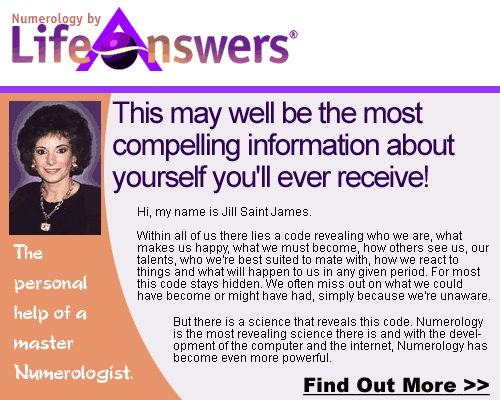 Numerology by
LifeAnswers®
This may well be the most
compelling information about
yourself you'll ever receive!
Hi, my name is Jill Saint James.
Within all of us there lies a code revealing who we are, what
makes us happy, what we must become, how others see us, our
talents, who we're best suited to mate with, how we react to
things and what will happen to us in any given period. For most
this code stays hidden. We often miss out on what we could
have become or might have had, simply because we're unaware.
But there is a science that reveals this code. Numerology
is the most revealing science there is and with the devel-
opment of the computer and the internet, Numerology has
become even more powerful.
The
personal
help of a
master
Numerologist.
Find Out More >>